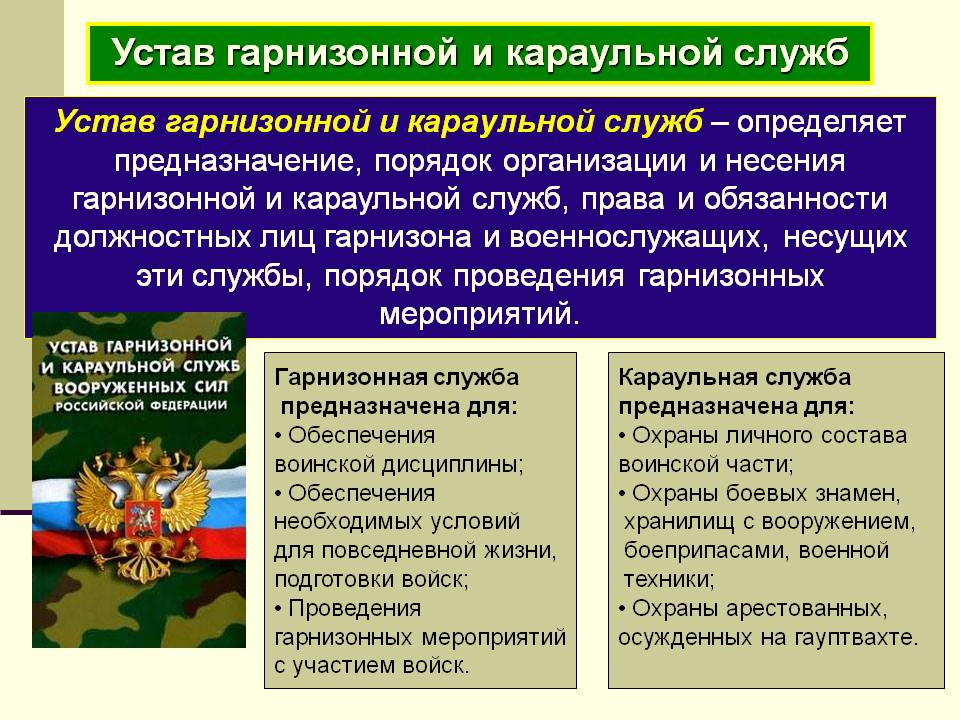 Устав гарнизонной и караульной служб
Устав гарнизонной и караульной служб – определяет
предназначение, порядок организации и несения
гарнизонной и караульной служб, права и обязанности
должностных лиц гарнизона и военнослужащих, несущих
эти службы, порядок проведения гарнизонных
мероприятий.
УСТАВ ГАРНИЗОННОЙ
И КАРАУЛЬНОЙ СЛУЖБ
ВООРУЖЕННЫХ СИЛ
РОССИЙСКОЙ ФЕДЕРАЦИИ
Гарнизонная служба
предназначена для:
• Обеспечения
воинской дисциплины;
• Обеспечения
необходимых условий
для повседневной жизни,
подготовки войск;
• Проведения
гарнизонных мероприятий
с участием войск.
Караульная служба
предназначена для:
• Охраны личного состава
воинской части;
• Охраны боевых знамен,
хранилищ с вооружением,
боеприпасами, военной
техники;
• Охраны арестованных,
осужденных на гауптвахте.